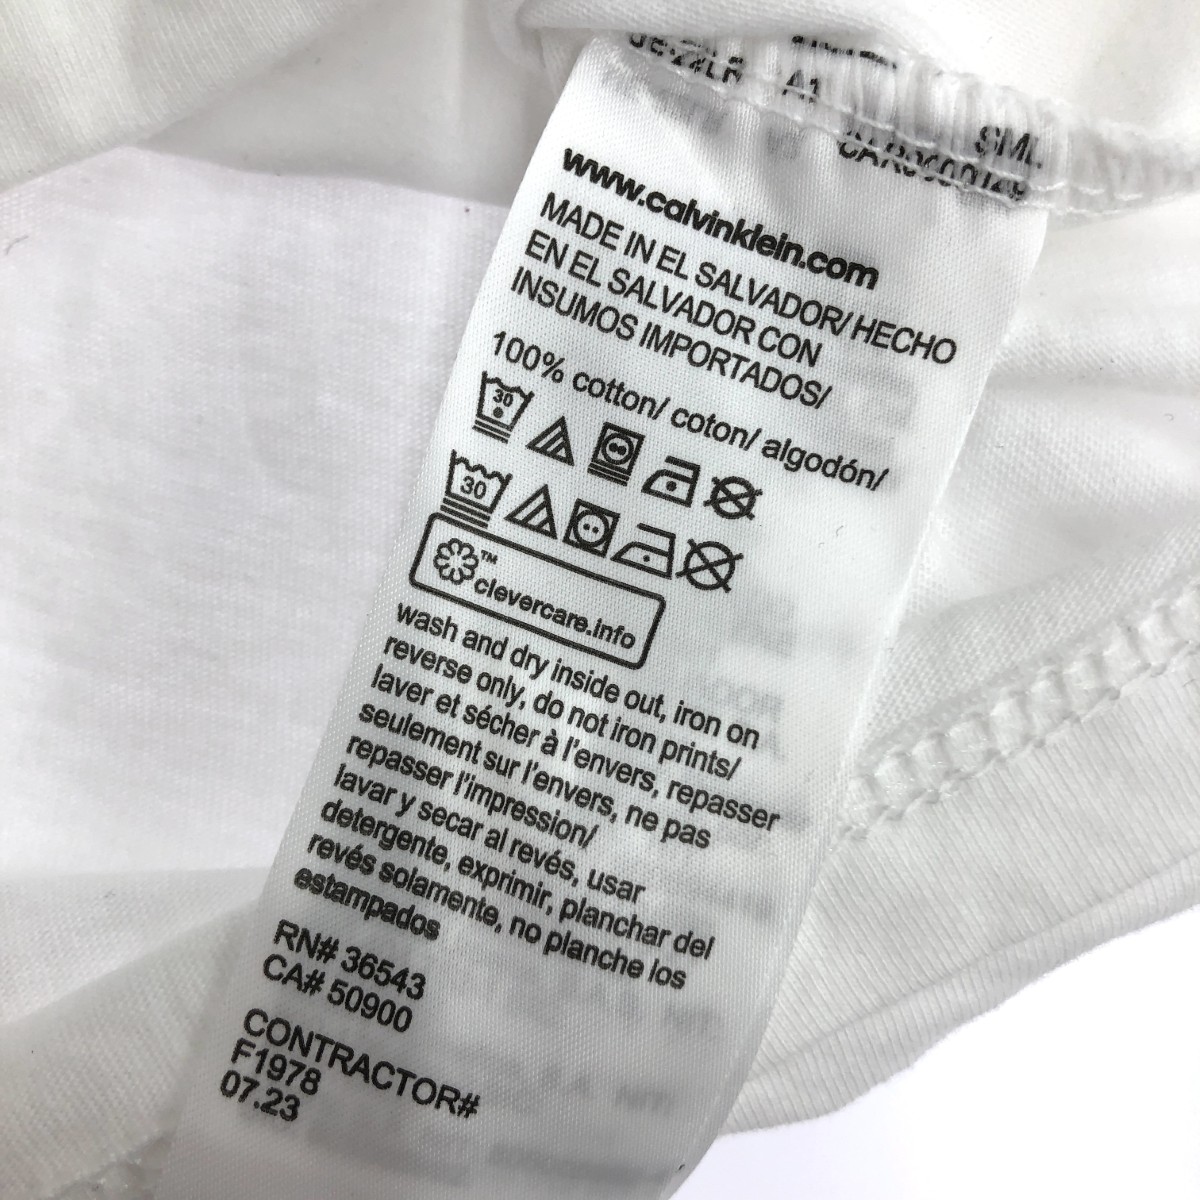 A1
SML
www.calvinklein.com
MADE IN EL SALVADOR/ HECHO
EN EL SALVADOR CON
INSUMOS IMPORTADOS/
100% cotton/ coton/ algodón/
30
30
™
clevercare.info
wash and dry inside out, iron on
reverse only, do not iron prints/
laver et sécher à l'envers, repasser
seulement sur l'envers, ne pas
repasser l'impression/
lavar y secar al revés, usar
detergente, exprimir, planchar del
revés solamente, no planche los
estampados
RN# 36543
CA# 50900
CONTRACTOR#
F1978
07.23